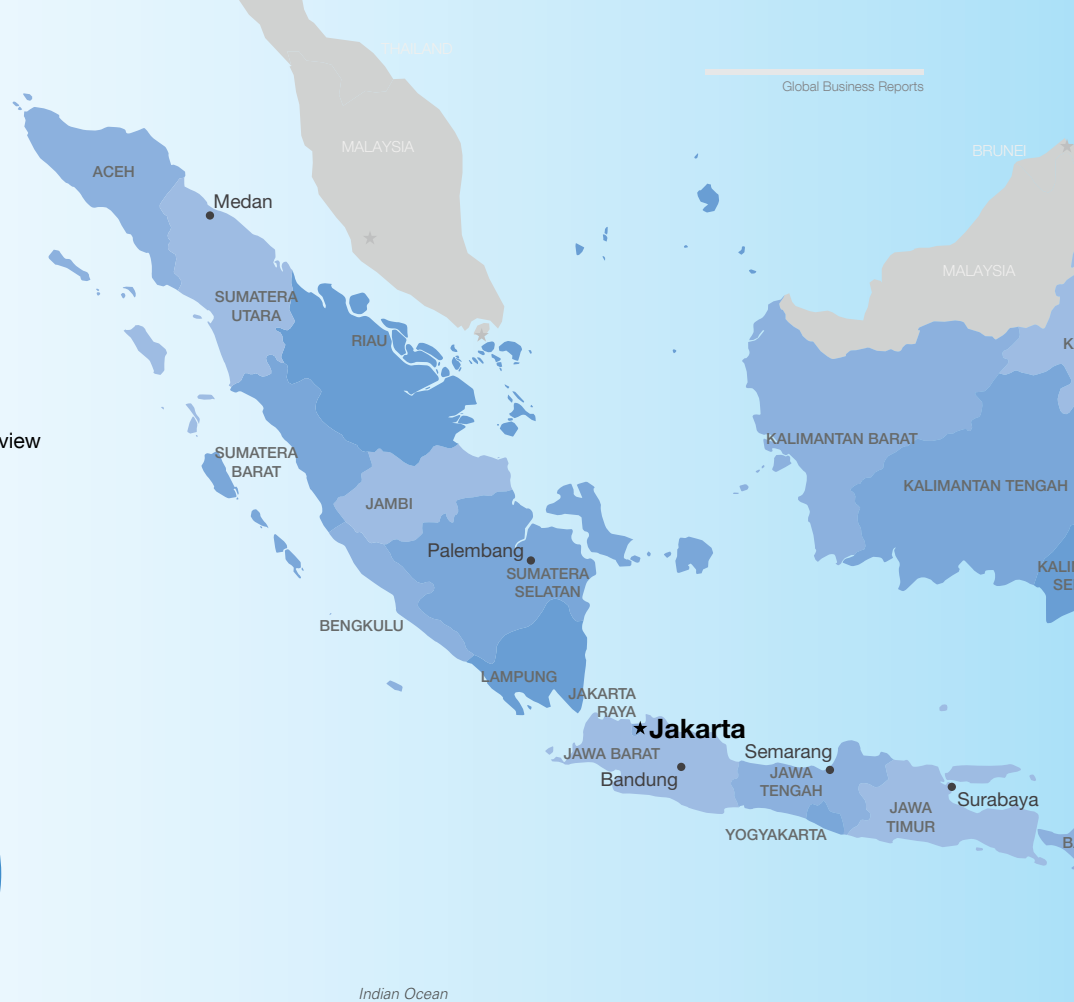 THAILAND
Global Business Reports
MALAYSIA
BRUNEI
ACEH
Medan
MALAYSIA
SUMATERA
UTARA
RIAU
K
view
KALIMANTAN BARAT
SUMATERA
BARAT
KALIMANTAN TENGAH
JAMBI
Palembang
SUMATERA
SELATAN
KALI
SE
BENGKULU
LAMPUNG
JAKARTA
RAYA
Jakarta
JAWA BARAT
Semarang
Bandung
JAWA
TENGAH
Surabaya
JAWA
TIMUR
YOGYAKARTA
B
Indian Ocean